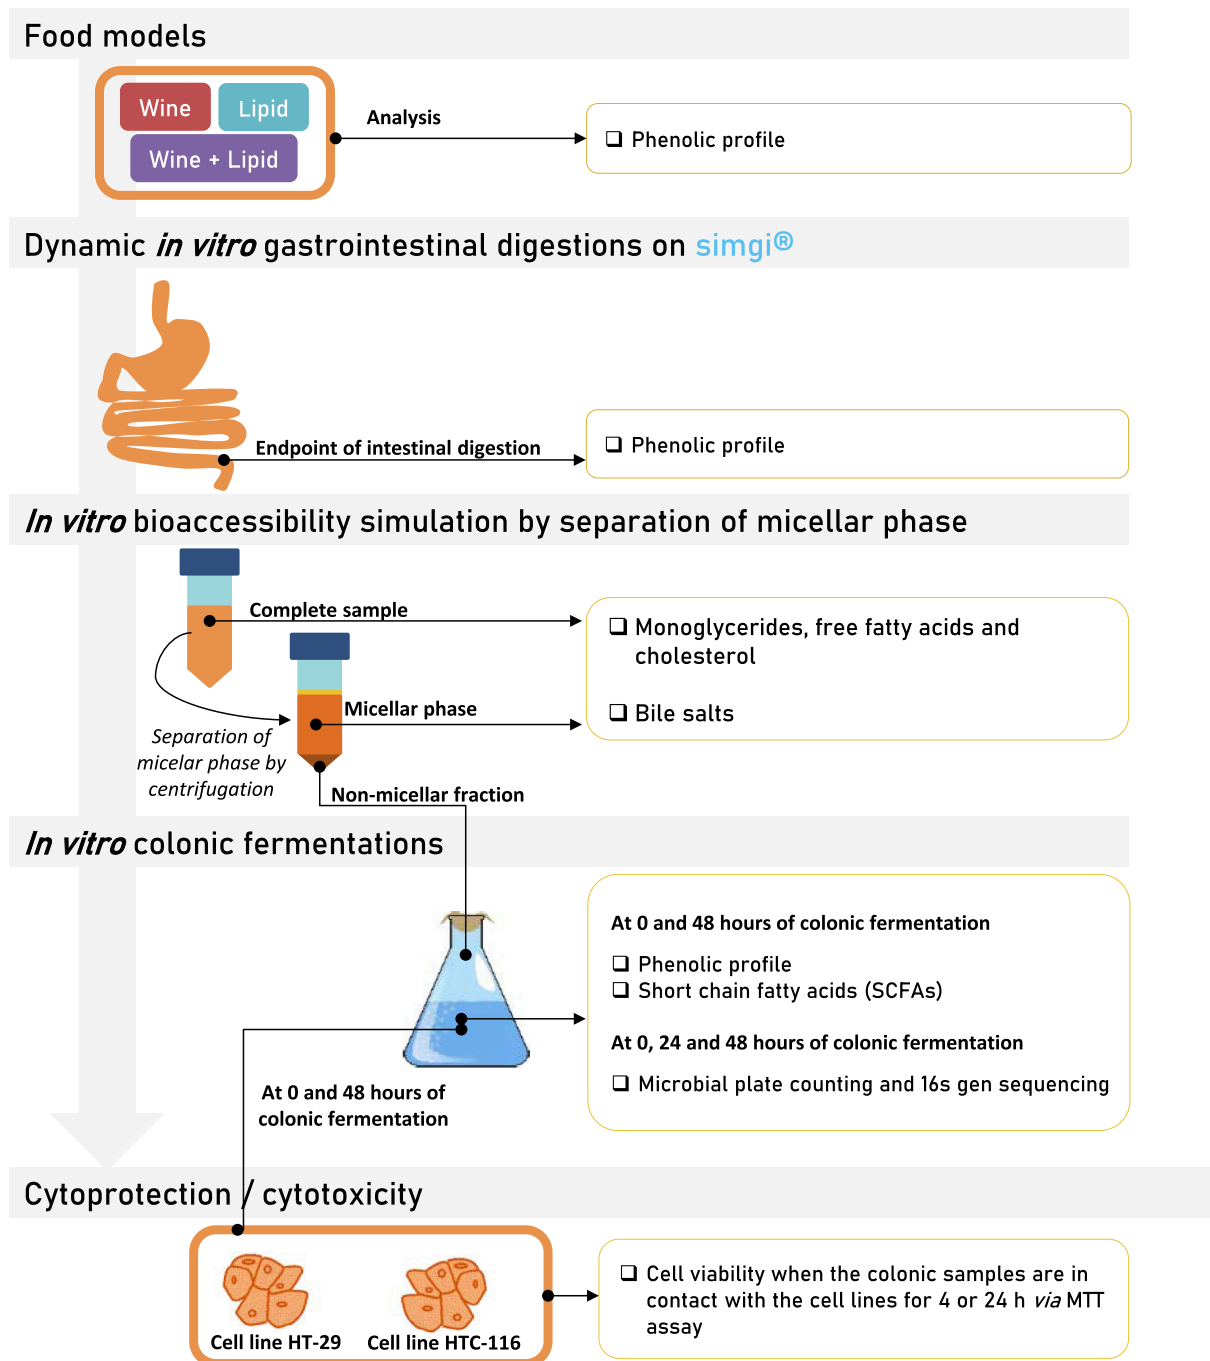 Food models
Wine
Lipid
Wine + Lipid
Analysis
❑ Phenolic profile
Dynamic in vitro gastrointestinal digestions on simgi®
Endpoint of intestinal digestion
❑ Phenolic profile
In vitro bioaccessibility simulation by separation of micellar phase
Complete sample
❑ Monoglycerides, free fatty acids and
cholesterol
Micellar phase
❑ Bile salts
Separation of
micelar phase by
centrifugation
Non-micellar fraction
In vitro colonic fermentations
At 0 and 48 hours of colonic fermentation
❑ Phenolic profile
❑ Short chain fatty acids (SCFAs)
At 0, 24 and 48 hours of colonic fermentation
❑ Microbial plate counting and 16s gen sequencing
At 0 and 48 hours of
colonic fermentation
Cytoprotection / cytotoxicity
Cell line HT-29
Cell line HTC-116
❑ Cell viability when the colonic samples are in
contact with the cell lines for 4 or 24 h via MTT
assay